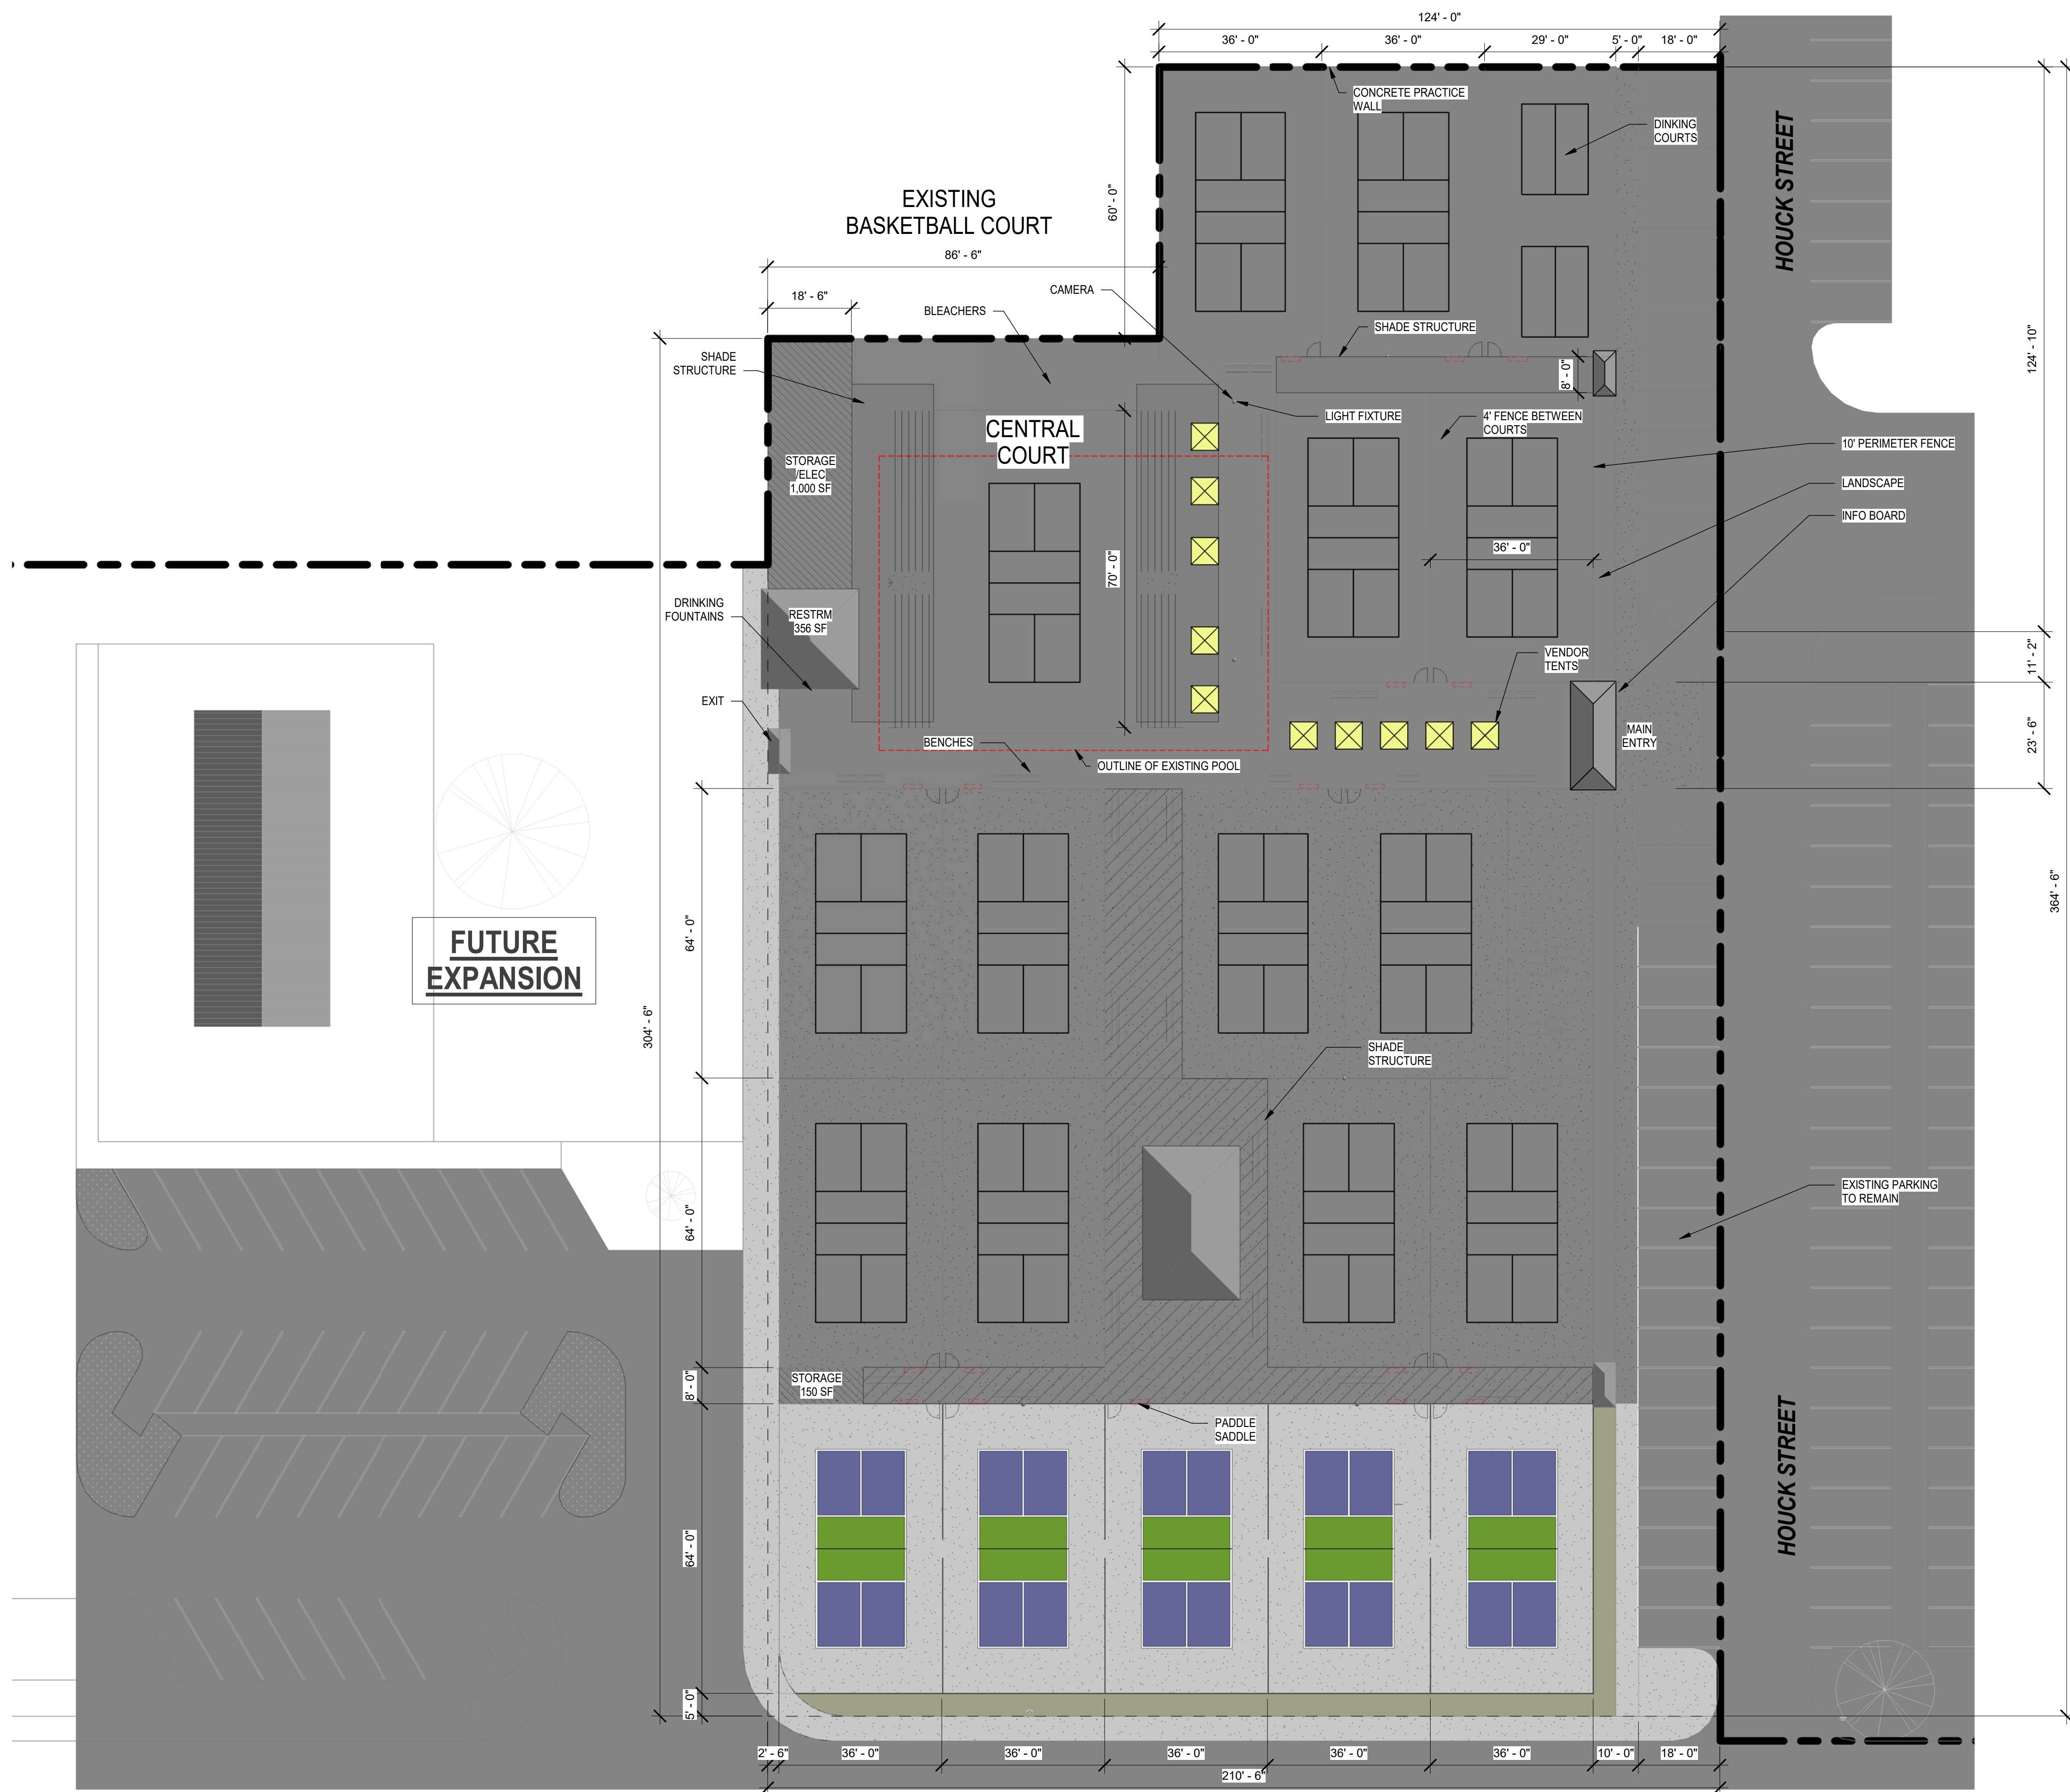 124' - 0"
36' - 0"
36' - 0"
29' - 0"
5' - 0"
18' - 0"
CONCRETE PRACTICE
WALL
DINKING
COURTS
HOUCK STREET
60' - 0"
EXISTING
BASKETBALL COURT
86' - 6"
18' - 6"
CAMERA
BLEACHERS
SHADE STRUCTURE
SHADE
STRUCTURE
8' - 0"
124' - 10"
LIGHT FIXTURE
4' FENCE BETWEEN
COURTS
CENTRAL
COURT
10' PERIMETER FENCE
STORAGE
/ELEC
1,000 SF
LANDSCAPE
INFO BOARD
36' - 0"
70' - 0"
DRINKING
FOUNTAINS
RESTRM
356 SF
VENDOR
TENTS
11' - 2"
EXIT
MAIN
ENTRY
23' - 6"
BENCHES
OUTLINE OF EXISTING POOL
364' - 6"
64' - 0"
FUTURE
EXPANSION
304' - 6"
SHADE
STRUCTURE
64' - 0"
EXISTING PARKING
TO REMAIN
STORAGE
150 SF
8' - 0"
PADDLE
SADDLE
HOUCK STREET
64' - 0"
5' - 0"
2' - 6"
36' - 0"
36' - 0"
36' - 0"
36' - 0"
36' - 0"
10' - 0"
18' - 0"
210' - 6"